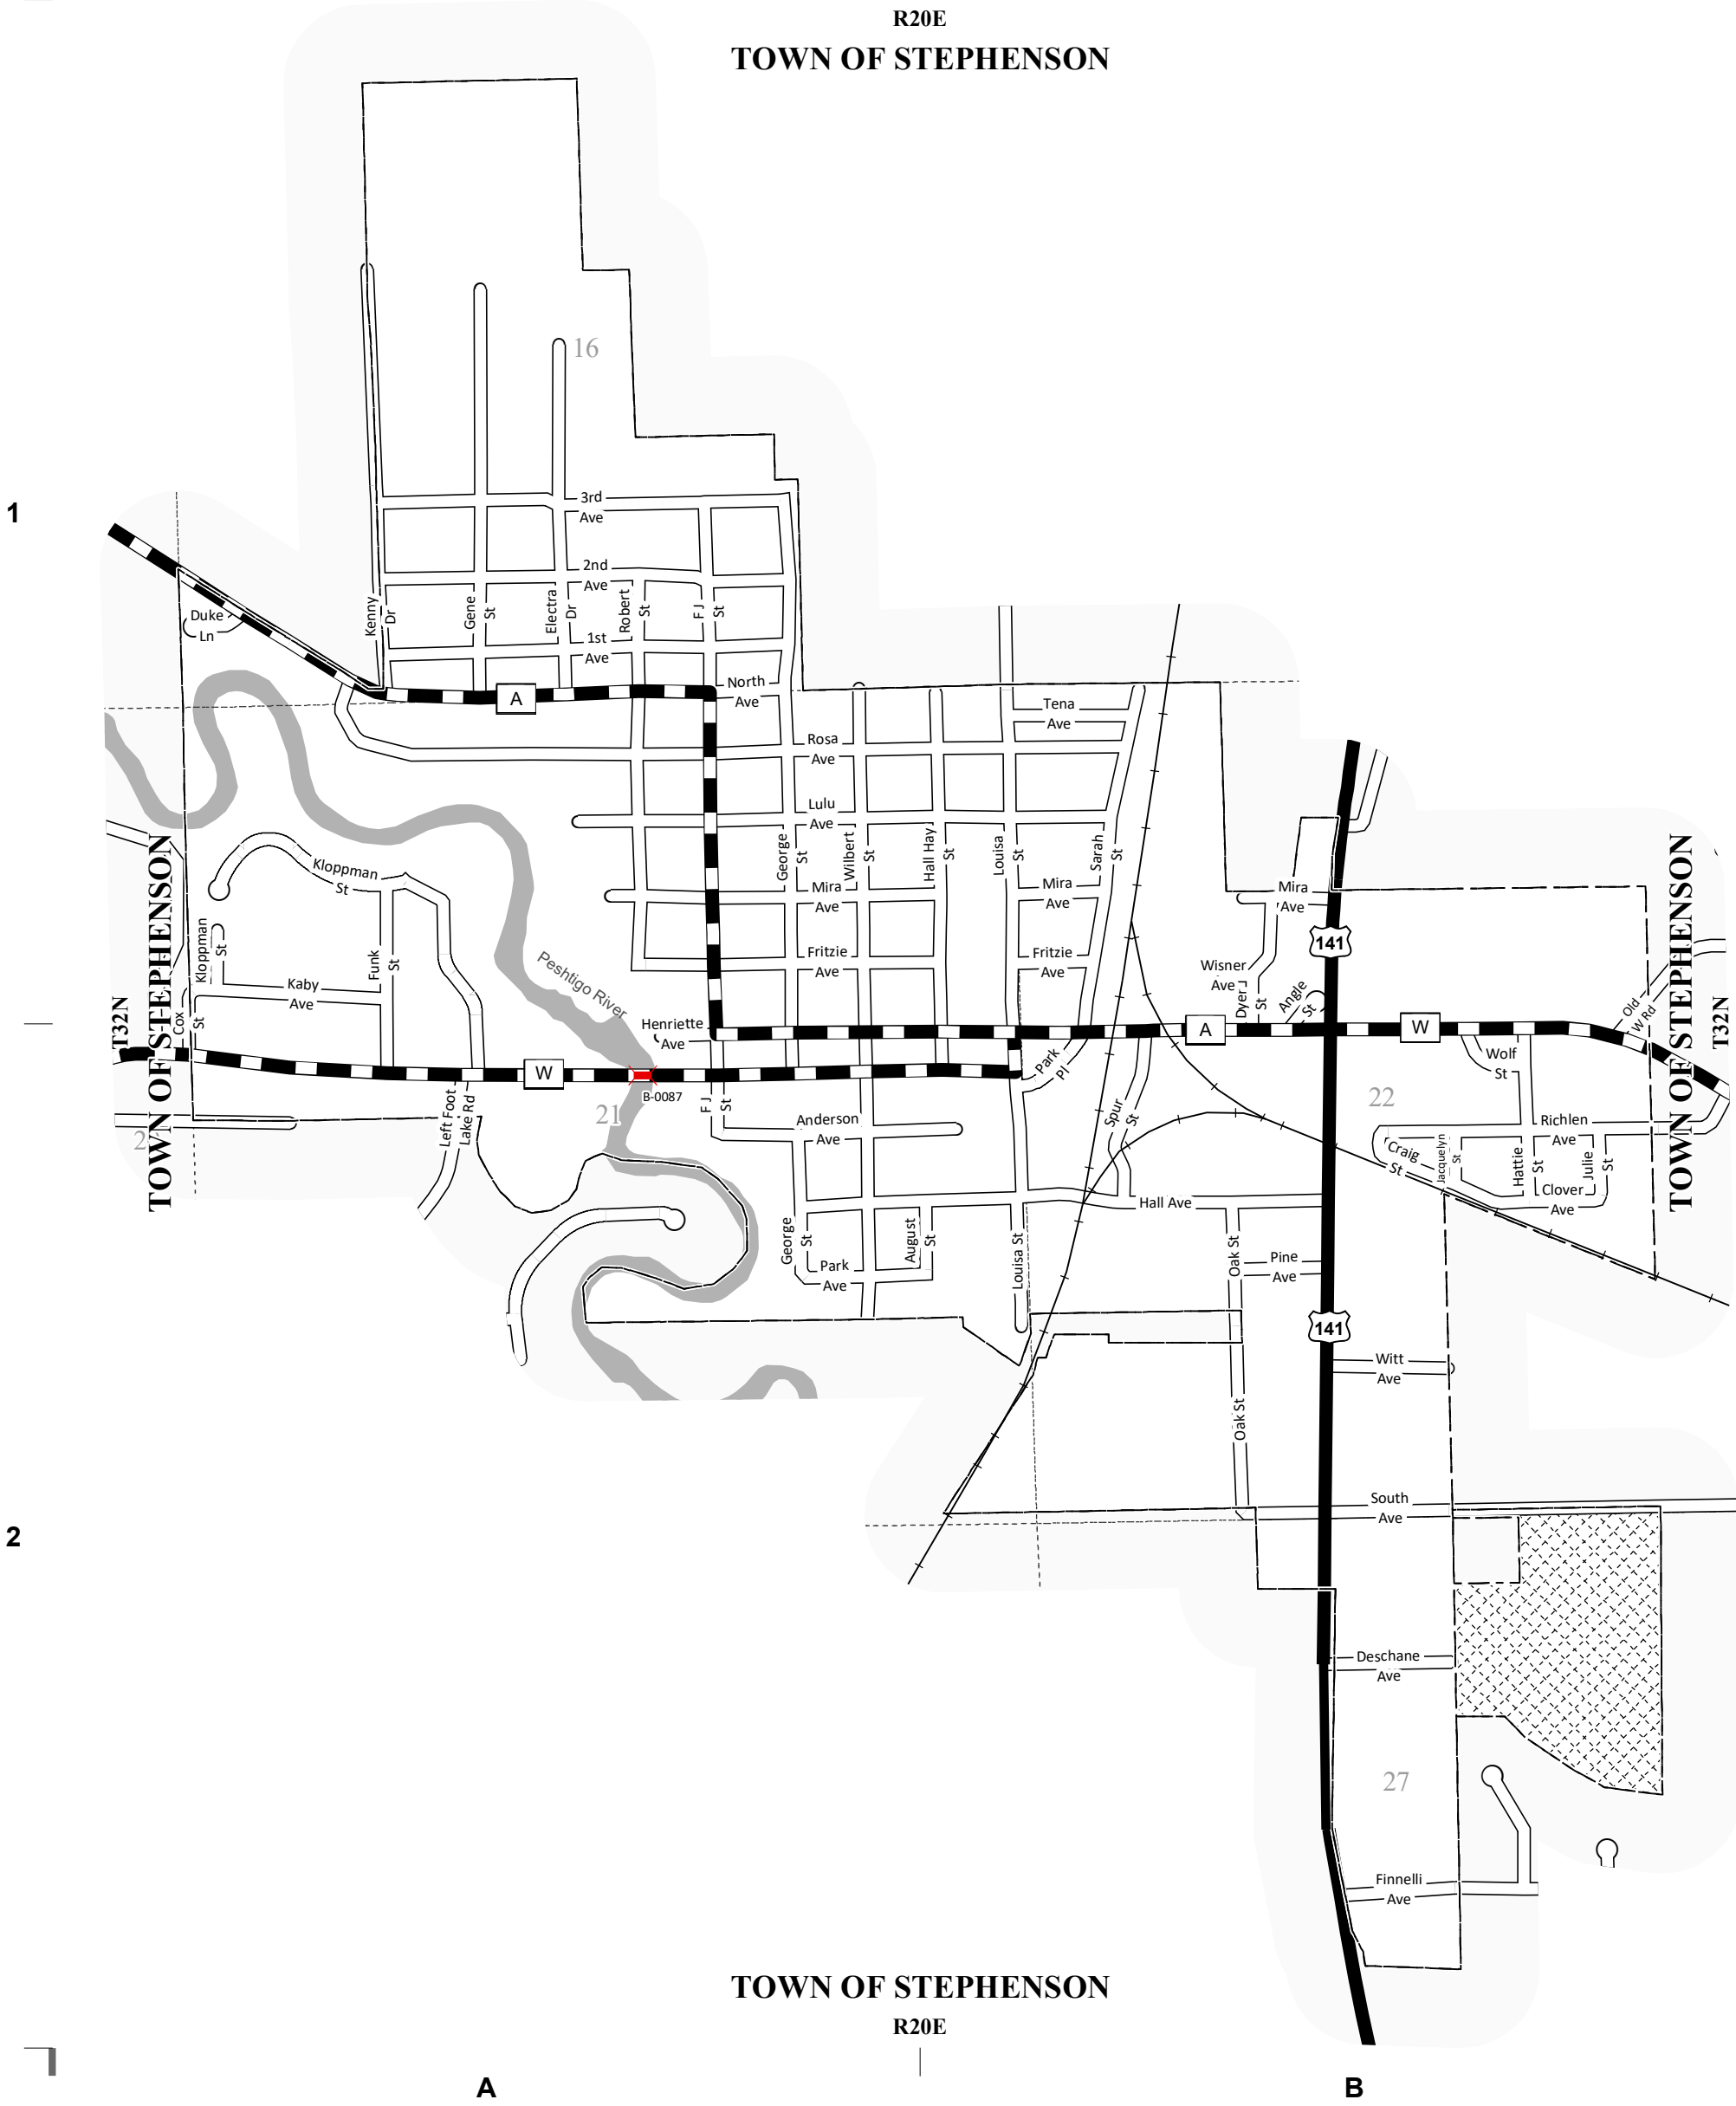 R20E
TOWN OF STEPHENSON
16
1
3rd
Ave
2nd
Ave
Kenny
Dr
Gene
St
Electra
Dr
Robert
St
F J
St
Duke
Ln
1st
Ave
North
Ave
A
Tena
Ave
Rosa
Ave
Lulu
Ave
George
St
Wilbert
St
Hall Hay
St
Louisa
St
Sarah
St
Kloppman
St
Mira
Ave
Mira
Ave
Mira
Ave
141
TOWN OF STEPHENSON
TOWN OF STEPHENSON
Kloppman
St
Funk
St
Kaby
Ave
Fritzie
Ave
Fritzie
Ave
Peshtigo River
Wisner
Ave
Dyer
St
Angle
St
Old
W Rd
T32N
T32N
Cox
St
Henriette
Ave
A
W
W
Park
Pl
Wolf
St
B-0087
21
22
2
Left Foot
Lake Rd
F J
St
Anderson
Ave
Spur
St
Richlen
Ave
Craig
St
Jacquelyn
St
Hattie
St
Julie
St
Clover
Ave
Hall Ave
George
St
August
St
Louisa St
Park
Ave
Oak St
Pine
Ave
141
Witt
Ave
Oak St
South
Ave
2
Deschane
Ave
27
Finnelli
Ave
TOWN OF STEPHENSON
R20E
A
B